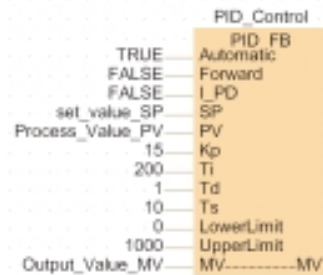 PID_Control
PID_FB
TRUE Automatic
FALSE Forward
FALSE I_PD
set_value_SP SP
Process_Value_PV PV
15 Kp
200 Ti
1 Td
10 Ts
0 LowerLimit
1000 UpperLimit
Output_Value_MV MV----------MV